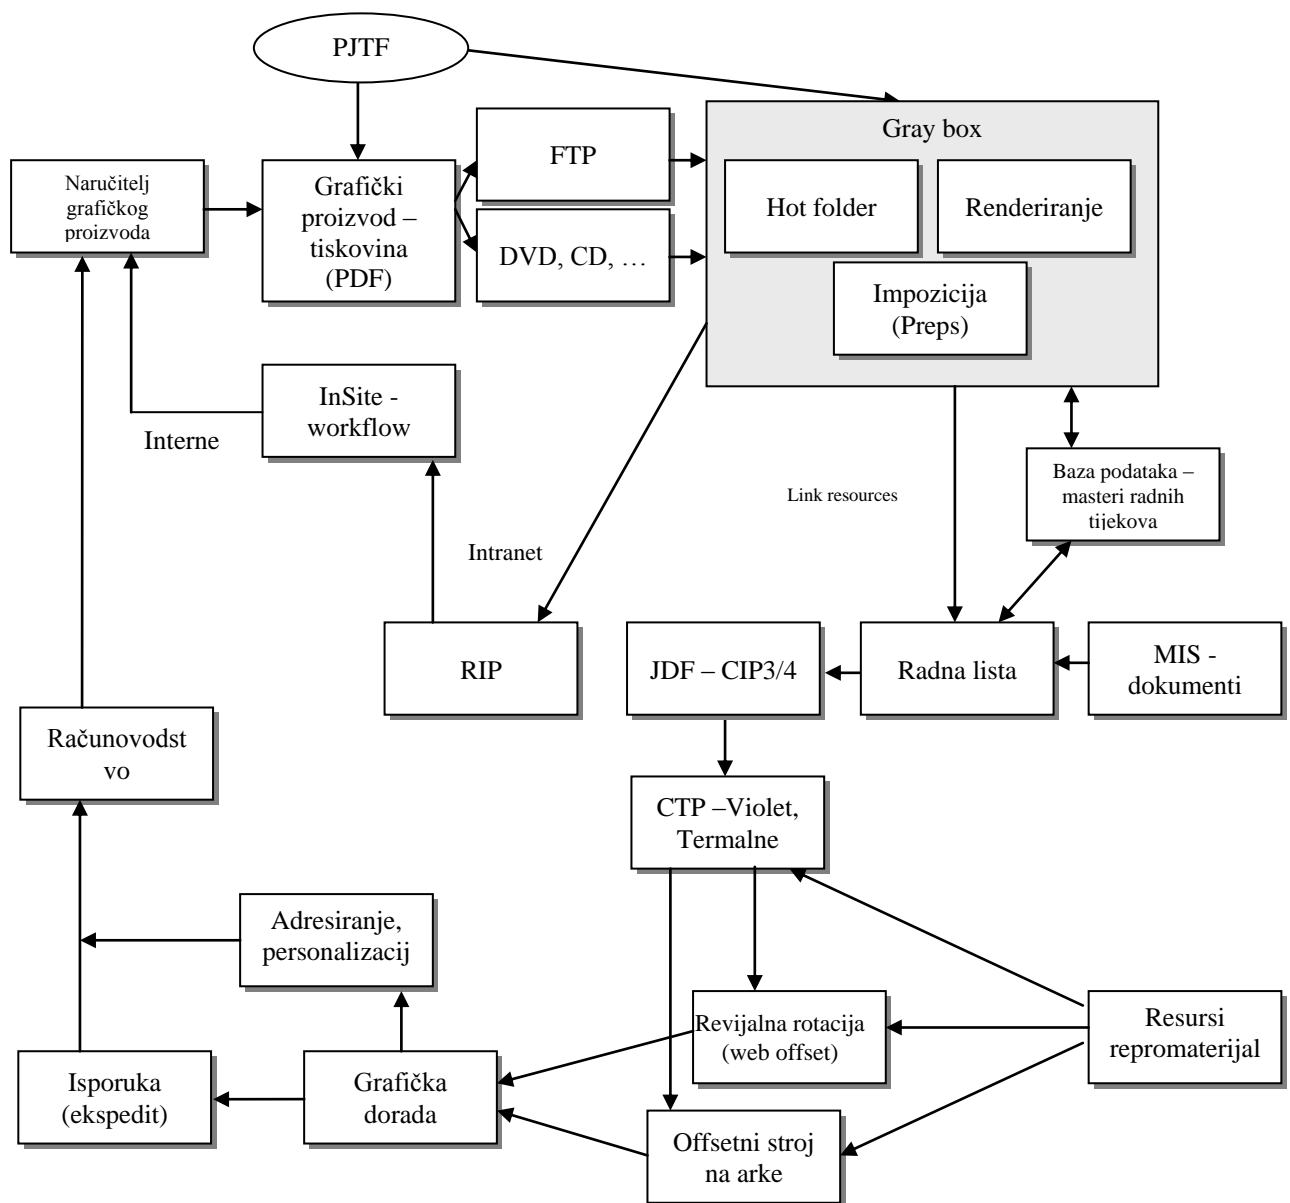 PJTF
Gray box
FTP
Naručitelj
grafičkog
proizvoda
Grafički
proizvod –
tiskovina
(PDF)
Hot folder
Renderiranje
DVD, CD, …
Impozicija
(Preps)
InSite -
workflow
Interne
Baza podataka –
masteri radnih
tijekova
Link resources
Intranet
RIP
JDF – CIP3/4
Radna lista
MIS -
dokumenti
Računovodst
vo
CTP –Violet,
Termalne
Adresiranje,
personalizacij
Revijalna rotacija
(web offset)
Resursi
repromaterijal
Isporuka
(ekspedit)
Grafička
dorada
Offsetni stroj
na arke